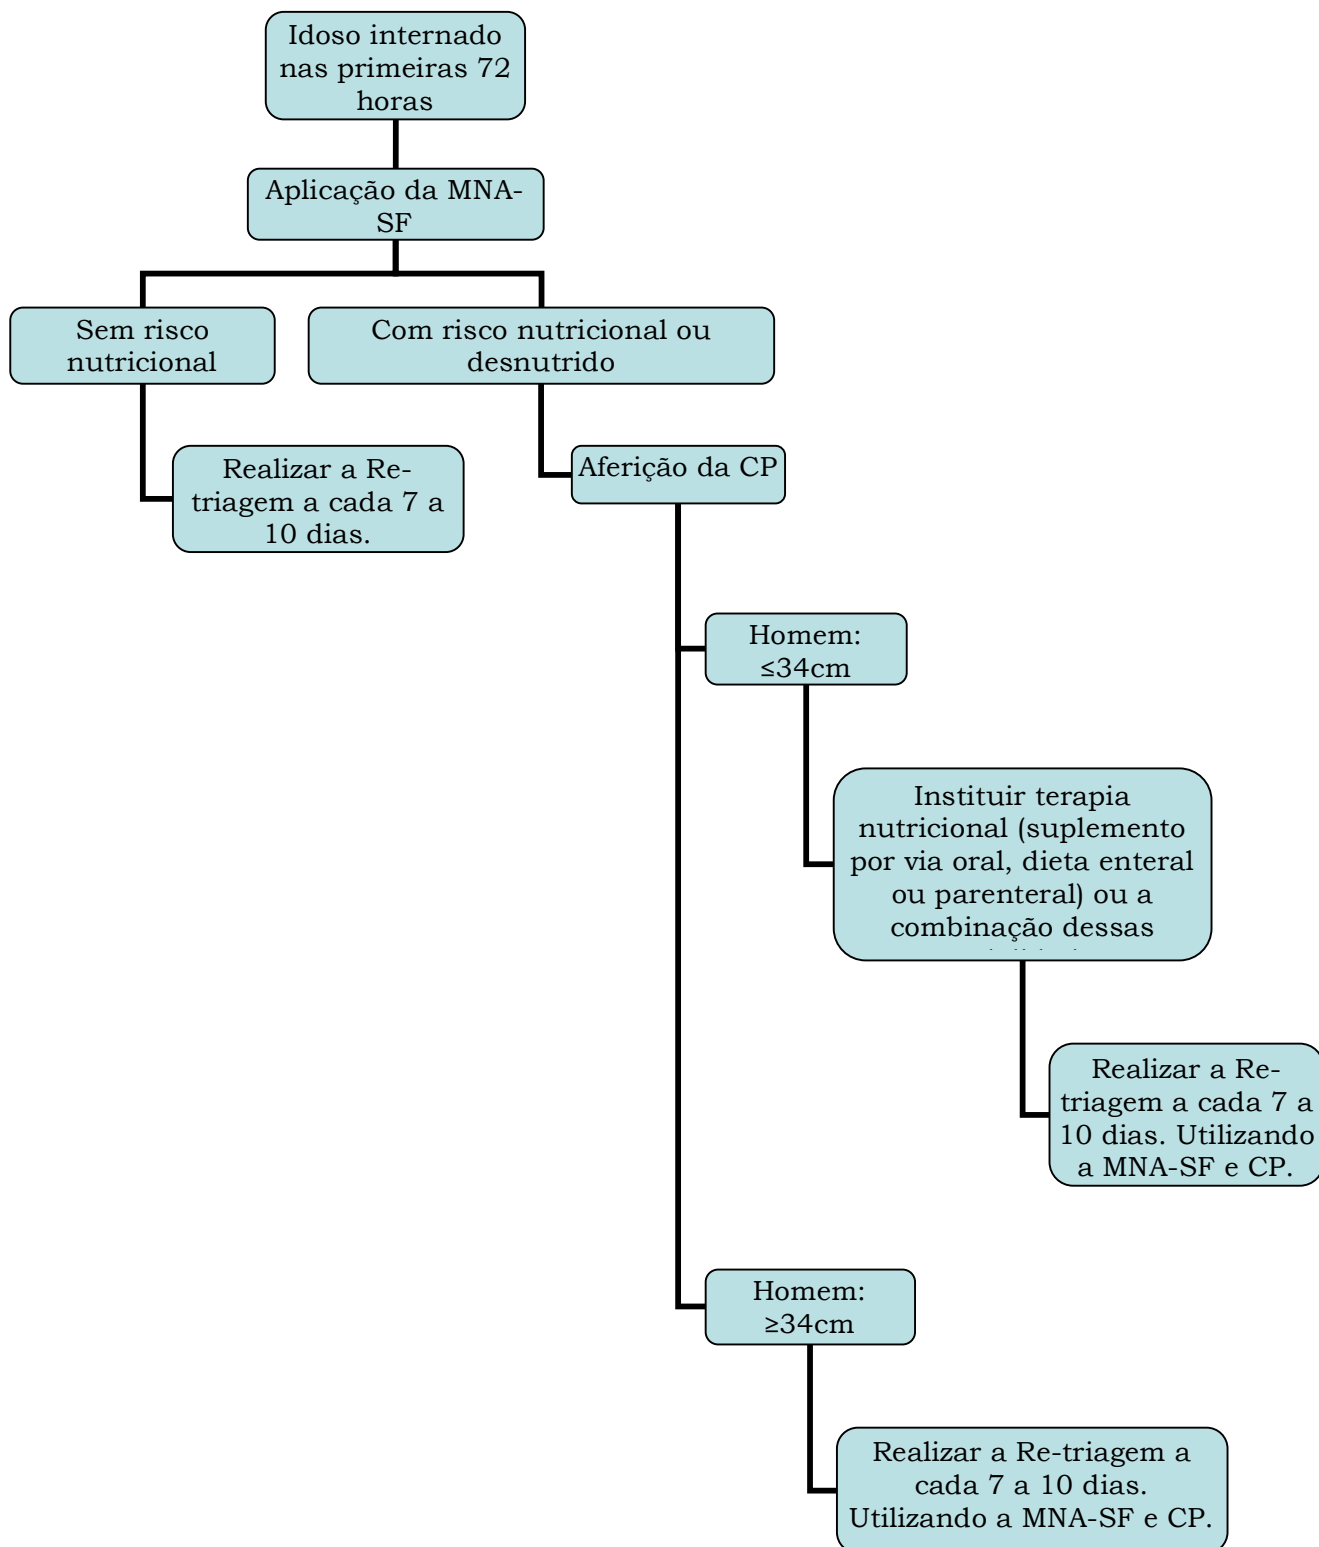 Idoso internado
nas primeiras 72
horas
Aplicação da MNA-
SF
Sem risco
nutricional
Com risco nutricional ou
desnutrido
Realizar a Re-
triagem a cada 7 a
10 dias.
Aferição da CP
Homem:
≤34cm
Instituir terapia
nutricional (suplemento
por via oral, dieta enteral
ou parenteral) ou a
combinação dessas
Realizar a Re-
triagem a cada 7 a
10 dias. Utilizando
a MNA-SF e CP.
Homem:
≥34cm
Realizar a Re-triagem a
cada 7 a 10 dias.
Utilizando a MNA-SF e CP.